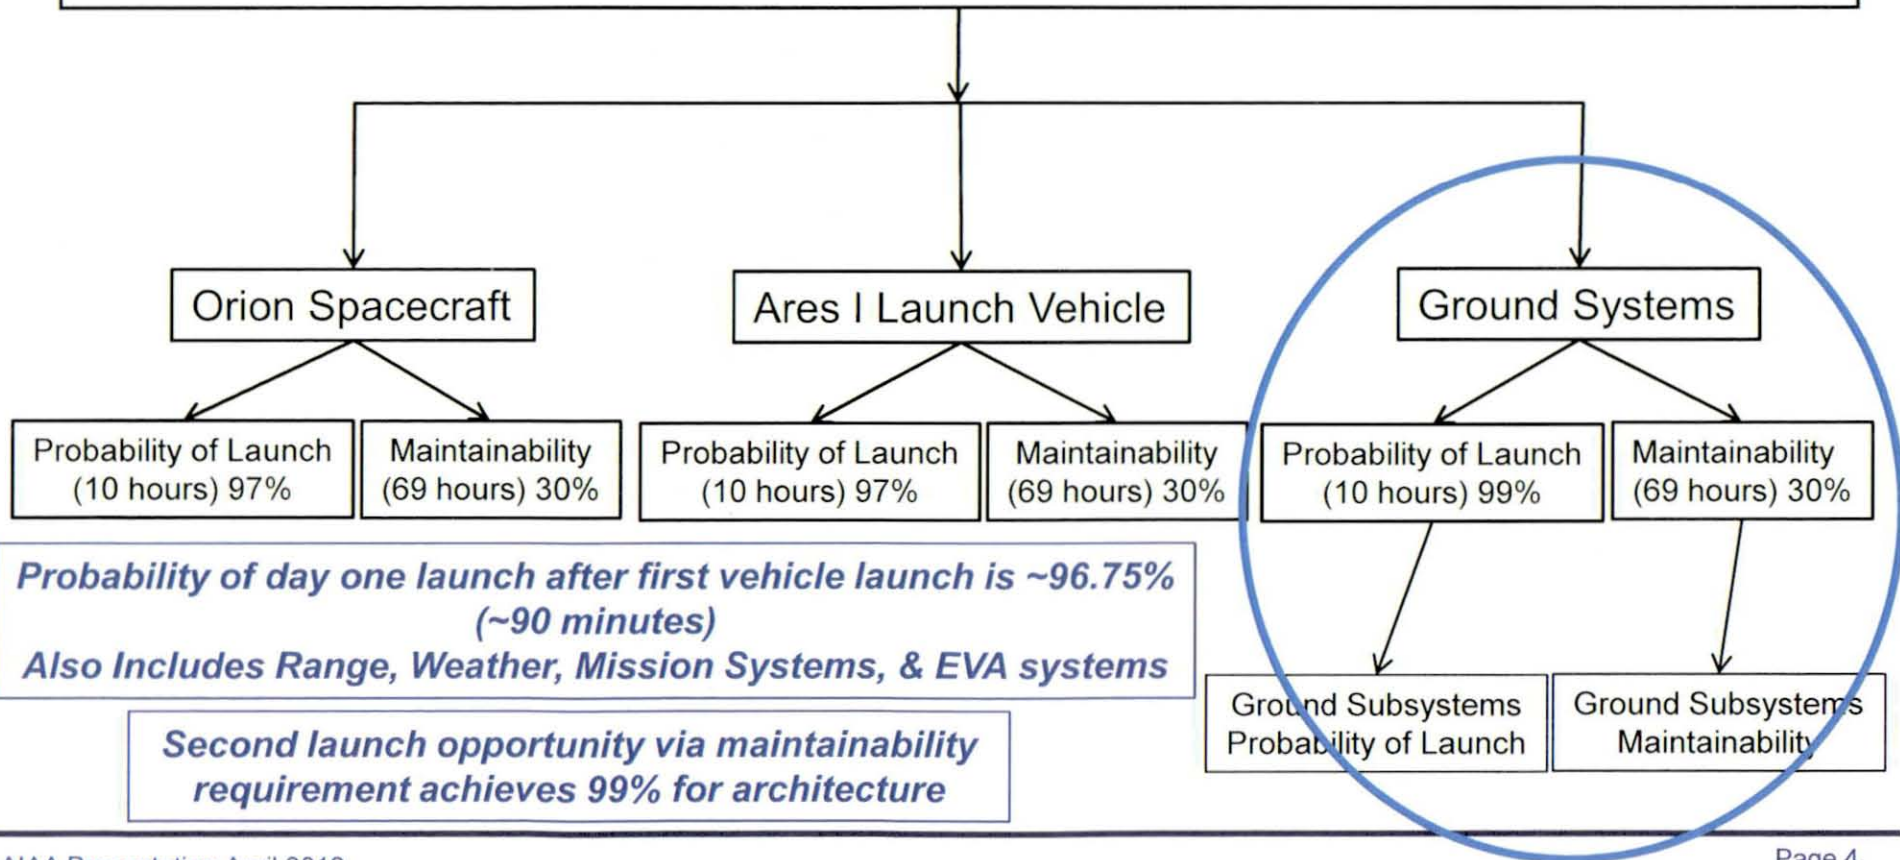 Orion Spacecraft
Ares I Launch Vehicle
Ground Systems
Probability of Launch
(10 hours) 97%
Maintainability
(69 hours) 30%
Probability of Launch
(10 hours) 97%
Maintainability
(69 hours) 30%
Probability of Launch
(10 hours) 99%
Maintainability
(69 hours) 30%
Probability of day one launch after first vehicle launch is ~96.75%
(~90 minutes)
Also Includes Range, Weather, Mission Systems, & EVA systems
Ground Subsystems
Probability of Launch
Ground Subsystems
Maintainability
Second launch opportunity via maintainability
requirement achieves 99% for architecture
Page 4